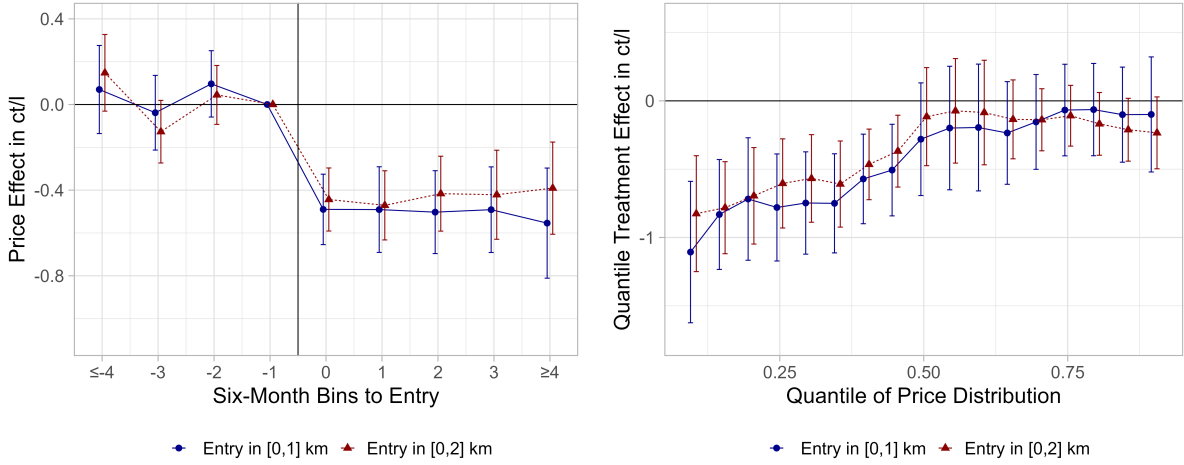 Price Effect in ct/l
0.4
0.0
-0.4
-0.8
≤-4 -3 -2 -1 0 1 2 3 ≥4
Six-Month Bins to Entry
Entry in [0,1] km Entry in [0,2] km
Quantile Treatment Effect in ct/l
0
-1
0.25 0.50 0.75
Quantile of Price Distribution
Entry in [0,1] km Entry in [0,2] km